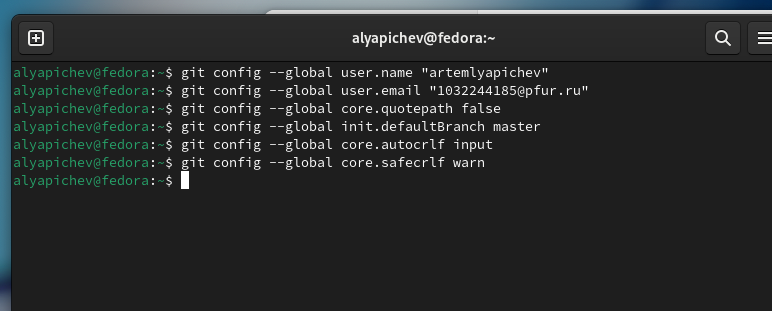 alyapichev@fedora:~
alyapichev@fedora:~$ git config --global user.name "artemlyapichev"
alyapichev@fedora:~$ git config --global user.email "1032244185@pfur.ru"
alyapichev@fedora:~$ git config --global core.quotepath false
alyapichev@fedora:~$ git config --global init.defaultBranch master
alyapichev@fedora:~$ git config --global core.autocrlf input
alyapichev@fedora:~$ git config --global core.safecrlf warn
alyapichev@fedora:~$